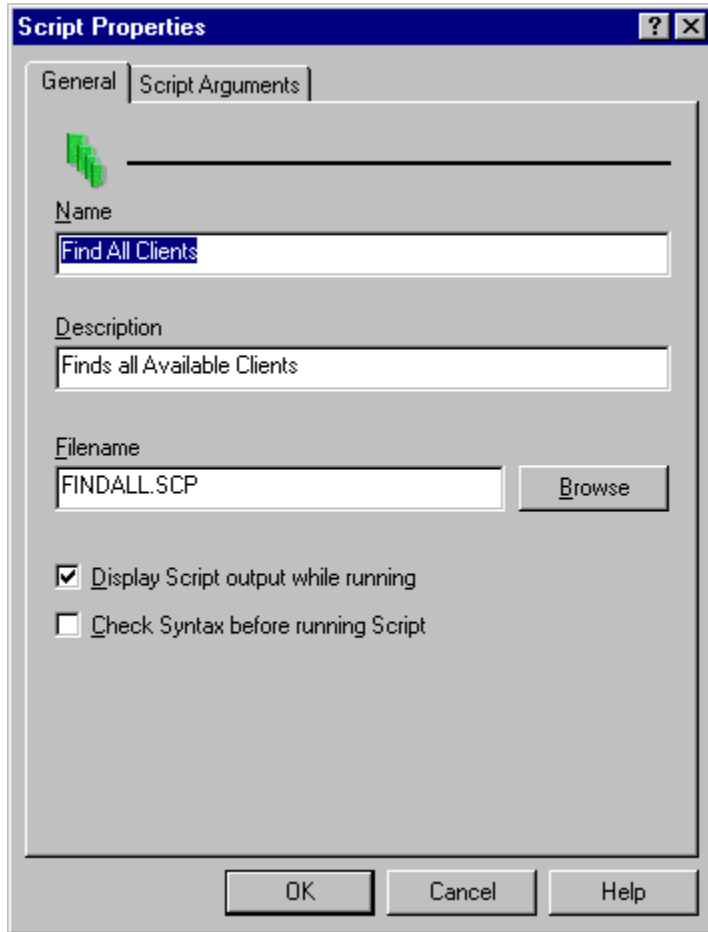 Script Properties
General
Script Arguments
Name
Find All Clients
Description
Finds all Available Clients
Filename
FINDALL.SCP
Browse
Display Script output while running
Check Syntax before running Script
OK
Cancel
Help